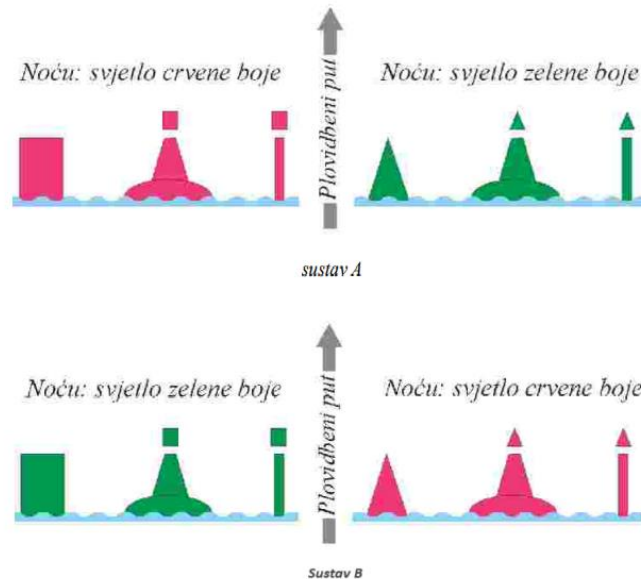 Noću: svjetlo crvene boje
Plovidbeni put
Noću: svjetlo zelene boje
sustav A
Noću: svjetlo zelene boje
Plovidbeni put
Noću: svjetlo crvene boje
Sustav B